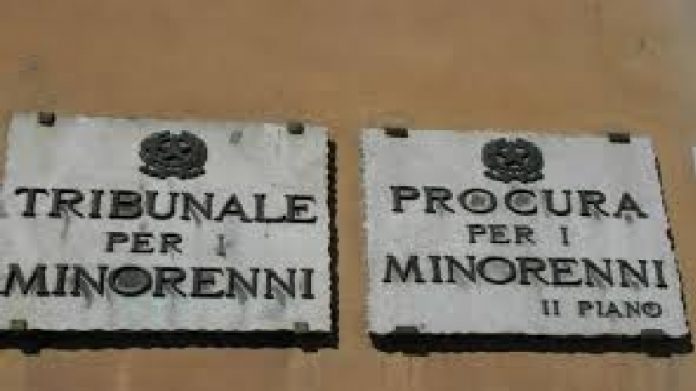 TRIBUNALE
PER I
MINORENNI
PROCURA
PER I
MINORENNI
II PIANO